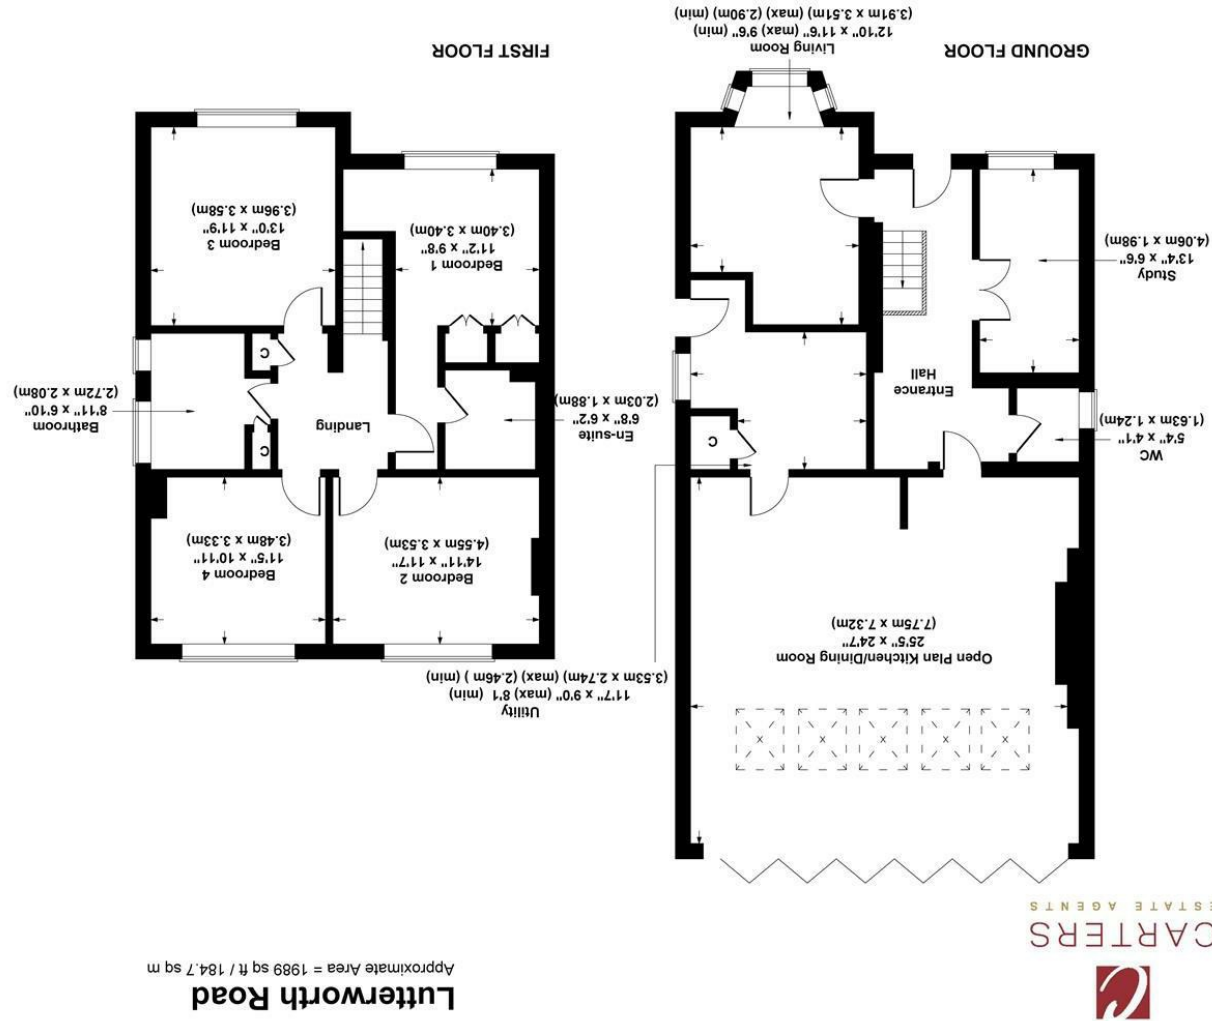 CARTERS
ESTATE AGENTS
Lutterworth Road
Approximate Area = 1989 sq ft / 184.7 sq m
Open Plan Kitchen/Dining Room
25'5" x 24'7"
(7.75m x 7.32m)
Utility
11'7" x 9'0" (max) 8'1 (min)
(3.53m x 2.74m) (max) (2.46m ) (min)
WC
5'4" x 4'1"
(1.63m x 1.24m)
C
Entrance
Hall
Study
13'4" x 6'6"
(4.06m x 1.98m)
Living Room
12'10" x 11'6" (max) 9'6" (min)
(3.91m x 3.51m) (max) (2.90m) (min)
GROUND FLOOR
Bedroom 2
14'11" x 11'7"
(4.55m x 3.53m)
Bedroom 4
11'5" x 10'11"
(3.48m x 3.33m)
En-suite
6'8" x 6'2"
(2.03m x 1.88m)
Landing
C
C
Bathroom
8'11" x 6'10"
(2.72m x 2.08m)
Bedroom 1
11'2" x 9'8"
(3.40m x 3.40m)
Bedroom 3
13'0" x 11'9"
(3.96m x 3.58m)
FIRST FLOOR